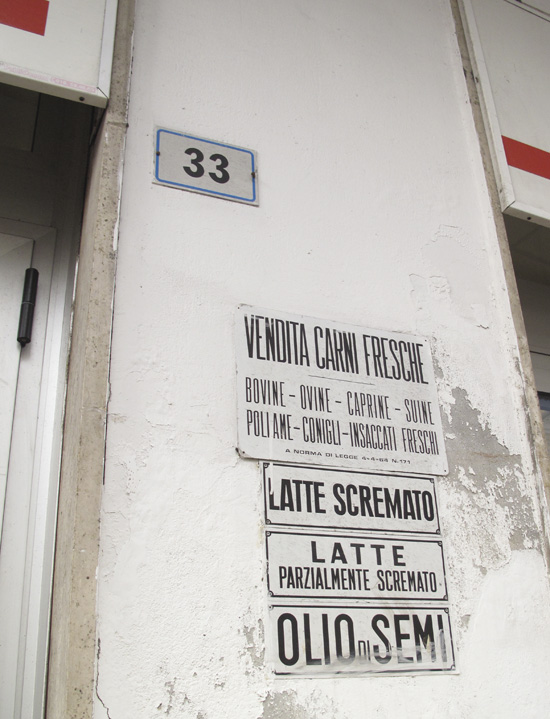 33
VENDITA CARNI FRESCHE
BOVINE - OVINE - CAPRINE - SUINE
POLLAME - CONIGLI - INSACCATI FRESCHI
A NORMA DI LEGGE 4-4-64 N.171
LATTE SCREMATO
LATTE
PARZIALMENTE SCREMATO
OLIO DI SEMI